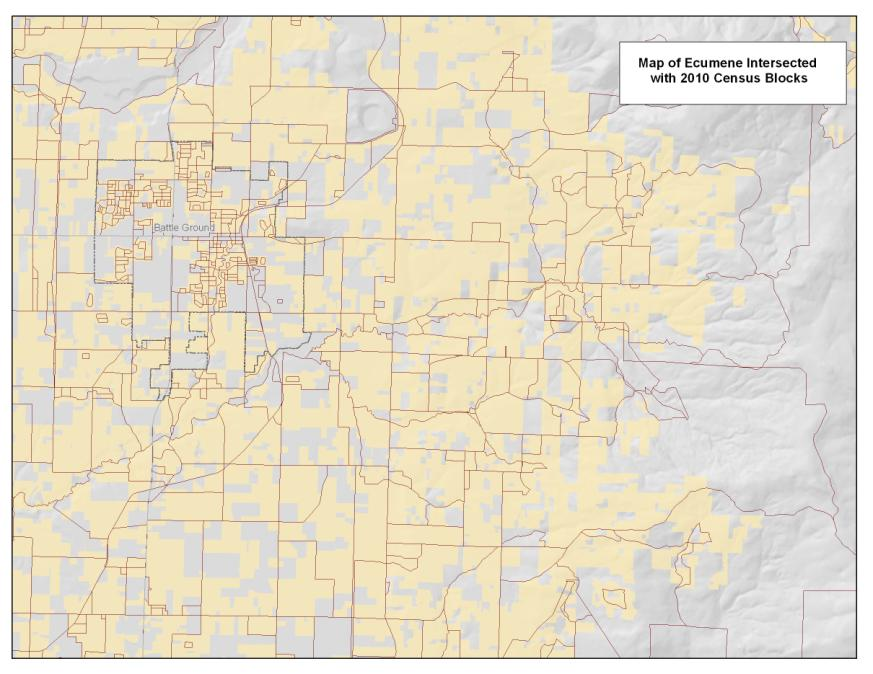 Map of Ecumene Intersected
with 2010 Census Blocks
Battle Ground